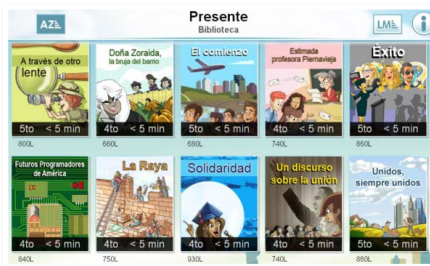 AZ
Presente
Biblioteca
LM
i
A través de otro
lente
5to < 5 min
800L
Doña Zoraida,
la bruja del barrio
4to < 5 min
660L
El comienzo
5to < 5 min
680L
Estimada
profesora Piernavieja
4to < 5 min
740L
Éxito
5to < 5 min
860L
Futuros Programadores
de América
4to < 5 min
840L
La Raya
4to < 5 min
750L
Solidaridad
4to < 5 min
930L
Un discurso
sobre la unión
4to < 5 min
740L
Unidos,
siempre unidos
5to < 5 min
860L